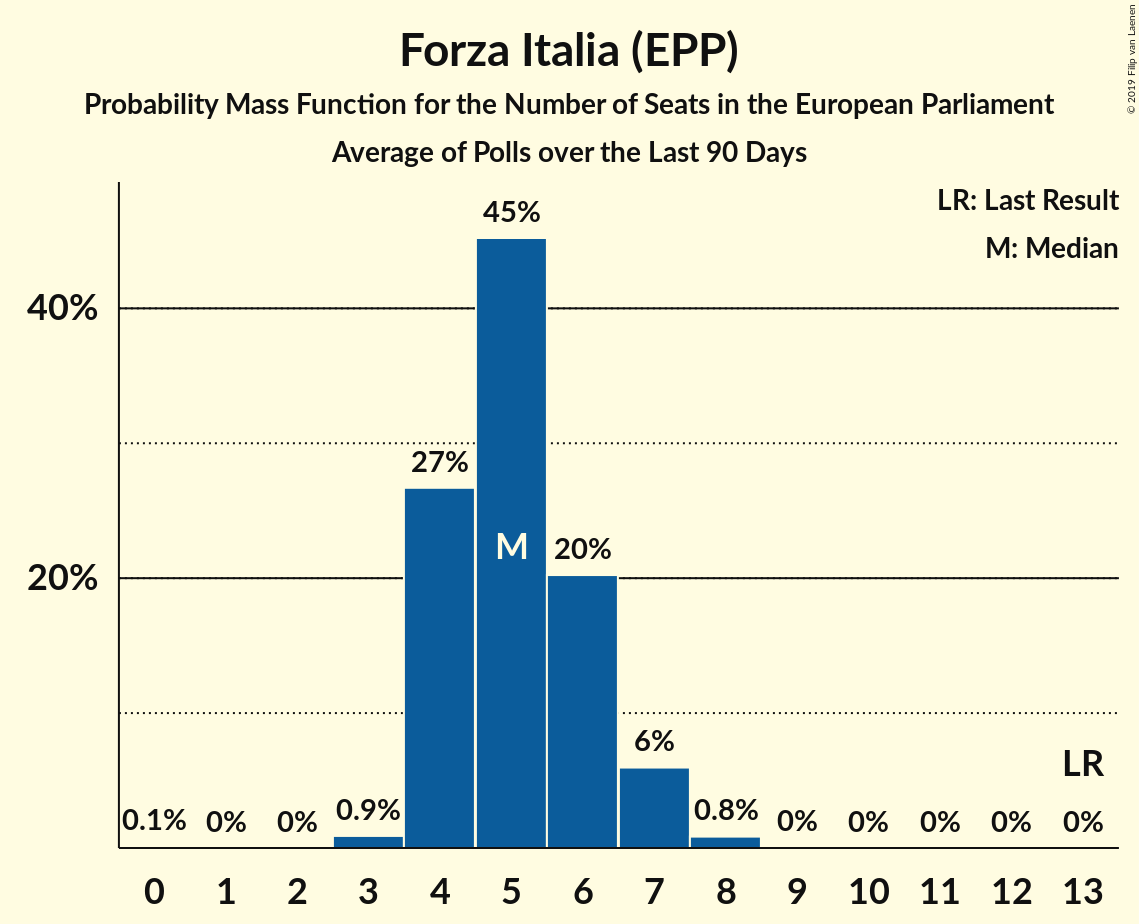 Forza Italia (EPP)
Probability Mass Function for the Number of Seats in the European Parliament
Average of Polls over the Last 90 Days
© 2019 Filip van Laenen
LR: Last Result
M: Median
45%
40%
27%
M
20%
20%
6%
LR
0.1%
0%
0%
0.9%
0.8%
0%
0%
0%
0%
0%
0 1 2 3 4 5 6 7 8 9 10 11 12 13